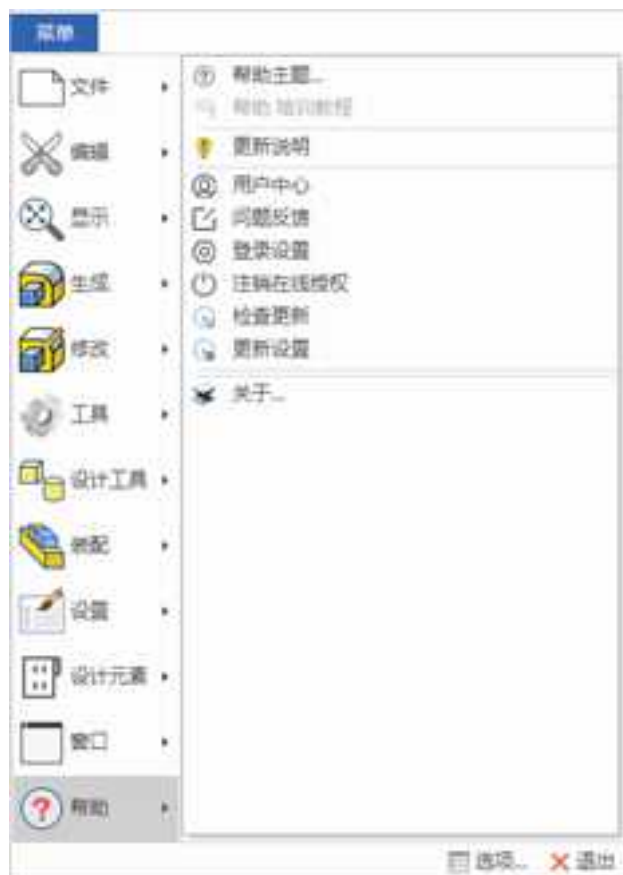 菜单
文件
编辑
显示
生成
修改
工具
设计工具
装配
设置
设计元素
窗口
帮助
帮助主题...
帮助 培训教程
更新说明
用户中心
问题反馈
登录设置
注销在线授权
检查更新
更新设置
关于...
选项...
退出